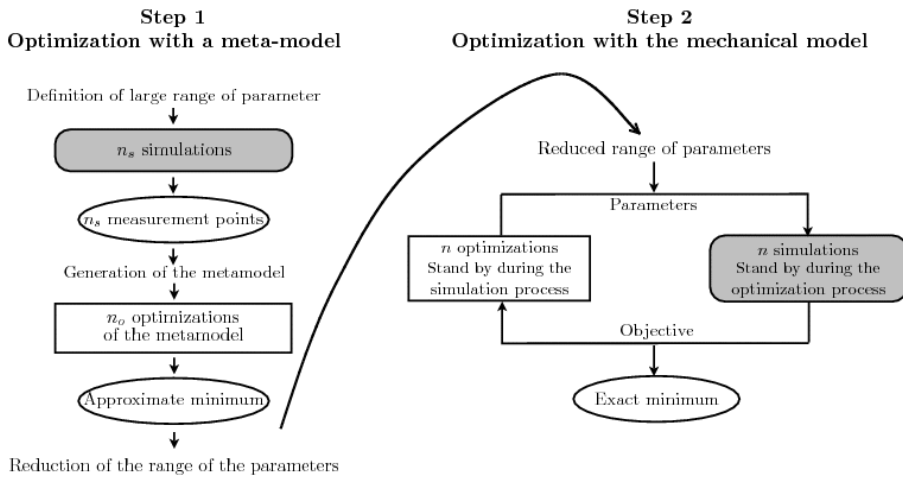 Step 1
Optimization with a meta-model
Definition of large range of parameter
n_s simulations
n_s measurement points
Generation of the metamodel
n_o optimizations
of the metamodel
Approximate minimum
Reduction of the range of the parameters
Step 2
Optimization with the mechanical model
Reduced range of parameters
Parameters
n optimizations
Stand by during the
simulation process
n simulations
Stand by during the
optimization process
Objective
Exact minimum